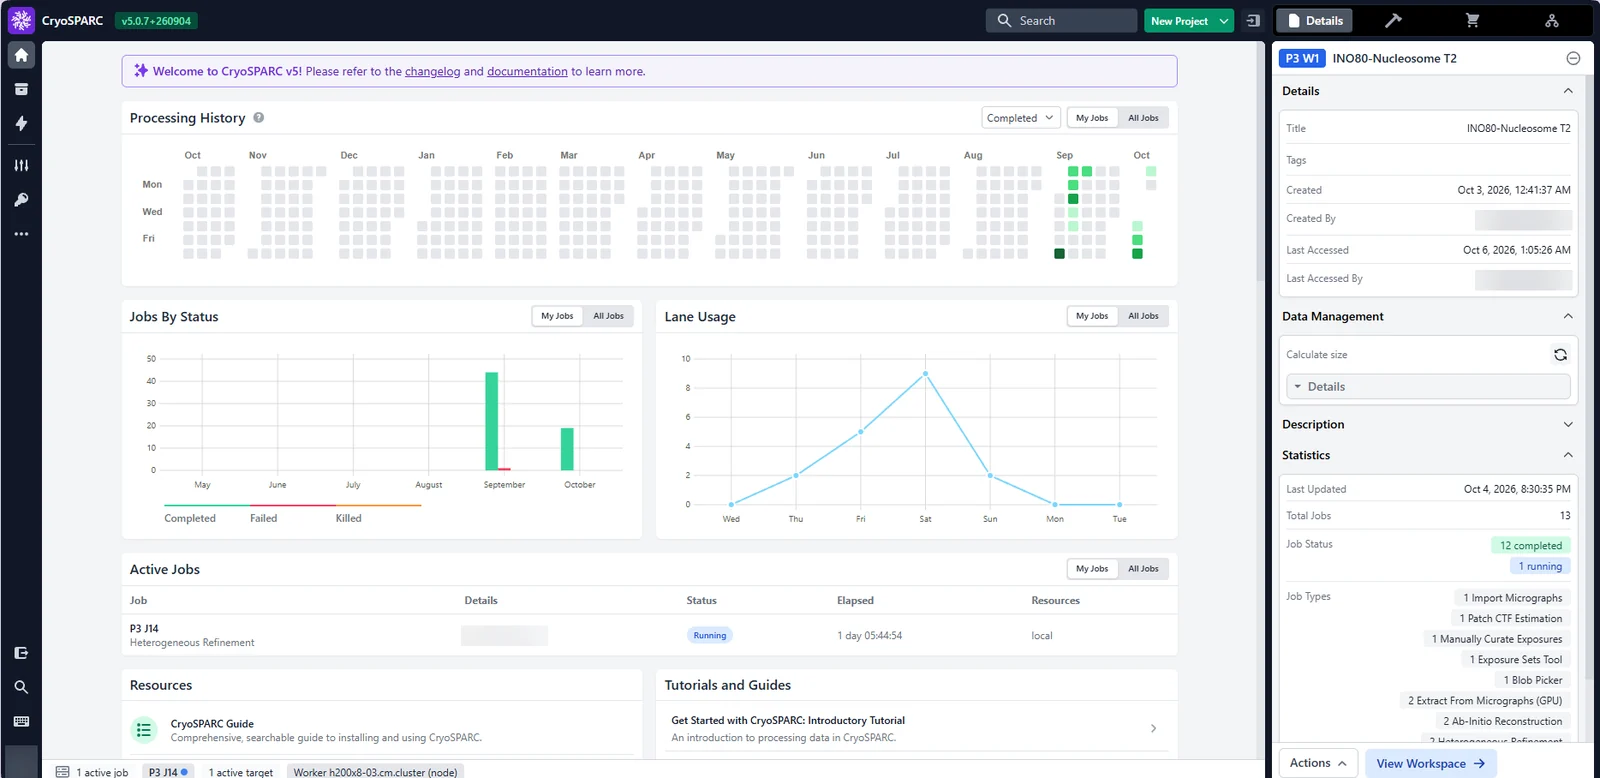 CryoSPARC v5.0.7+260904
Search
New Project
Details
P3 W1 INO80-Nucleosome T2
Welcome to CryoSPARC v5! Please refer to the changelog and documentation to learn more.
Processing History ?
Completed
My Jobs All Jobs
Oct Nov Dec Jan Feb Mar Apr May Jun Jul Aug Sep Oct
Mon
Wed
Fri
Jobs By Status
My Jobs All Jobs
50
40
30
20
10
0
May June July August September October
Completed Failed Killed
Lane Usage
My Jobs All Jobs
10
8
6
4
2
0
Wed Thu Fri Sat Sun Mon Tue
Active Jobs
My Jobs All Jobs
Job Details Status Elapsed Resources
P3 J14
Heterogeneous Refinement
Running
1 day 05:44:54
local
Resources
CryoSPARC Guide
Comprehensive, searchable guide to installing and using CryoSPARC.
Tutorials and Guides
Get Started with CryoSPARC: Introductory Tutorial
An introduction to processing data in CryoSPARC.
1 active job P3 J14 1 active target Worker h200x8-03.cm.cluster (node)
Details
Title INO80-Nucleosome T2
Tags
Created Oct 3, 2026, 12:41:37 AM
Created By
Last Accessed Oct 6, 2026, 1:05:26 AM
Last Accessed By
Data Management
Calculate size
Details
Description
Statistics
Last Updated Oct 4, 2026, 8:30:35 PM
Total Jobs 13
Job Status 12 completed
1 running
Job Types 1 Import Micrographs
1 Patch CTF Estimation
1 Manually Curate Exposures
1 Exposure Sets Tool
1 Blob Picker
2 Extract From Micrographs (GPU)
2 Ab-Initio Reconstruction
2 Heterogeneous Refinement
Actions View Workspace